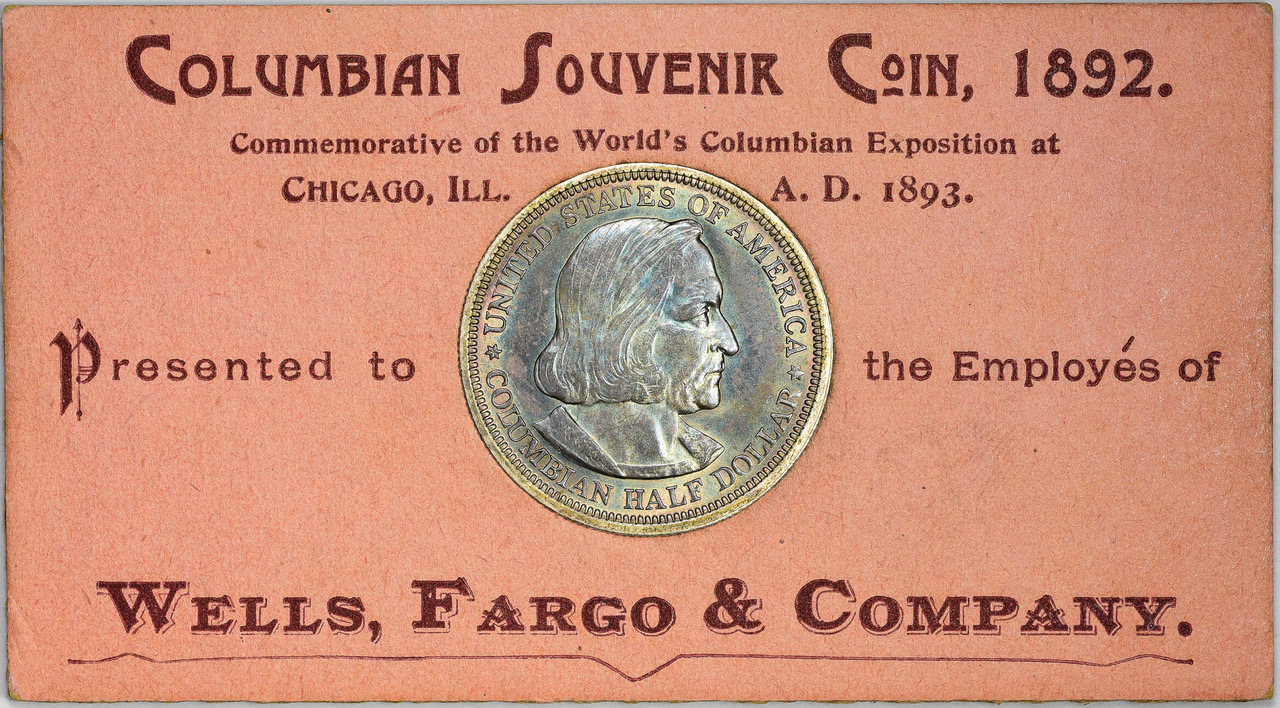 Columbian Souvenir Coin, 1892.
Commemorative of the World's Columbian Exposition at
Chicago, Ill. A. D. 1893.
UNITED STATES OF AMERICA
COLUMBIAN HALF DOLLAR
Presented to the Employés of
Wells, Fargo & Company.